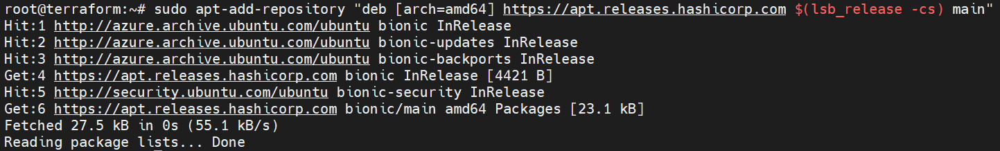 root@terraform:~# sudo apt-add-repository "deb [arch=amd64] https://apt.releases.hashicorp.com $(lsb_release -cs) main"
Hit:1 http://azure.archive.ubuntu.com/ubuntu bionic InRelease
Hit:2 http://azure.archive.ubuntu.com/ubuntu bionic-updates InRelease
Hit:3 http://azure.archive.ubuntu.com/ubuntu bionic-backports InRelease
Get:4 https://apt.releases.hashicorp.com bionic InRelease [4421 B]
Hit:5 http://security.ubuntu.com/ubuntu bionic-security InRelease
Get:6 https://apt.releases.hashicorp.com bionic/main amd64 Packages [23.1 kB]
Fetched 27.5 kB in 0s (55.1 kB/s)
Reading package lists... Done